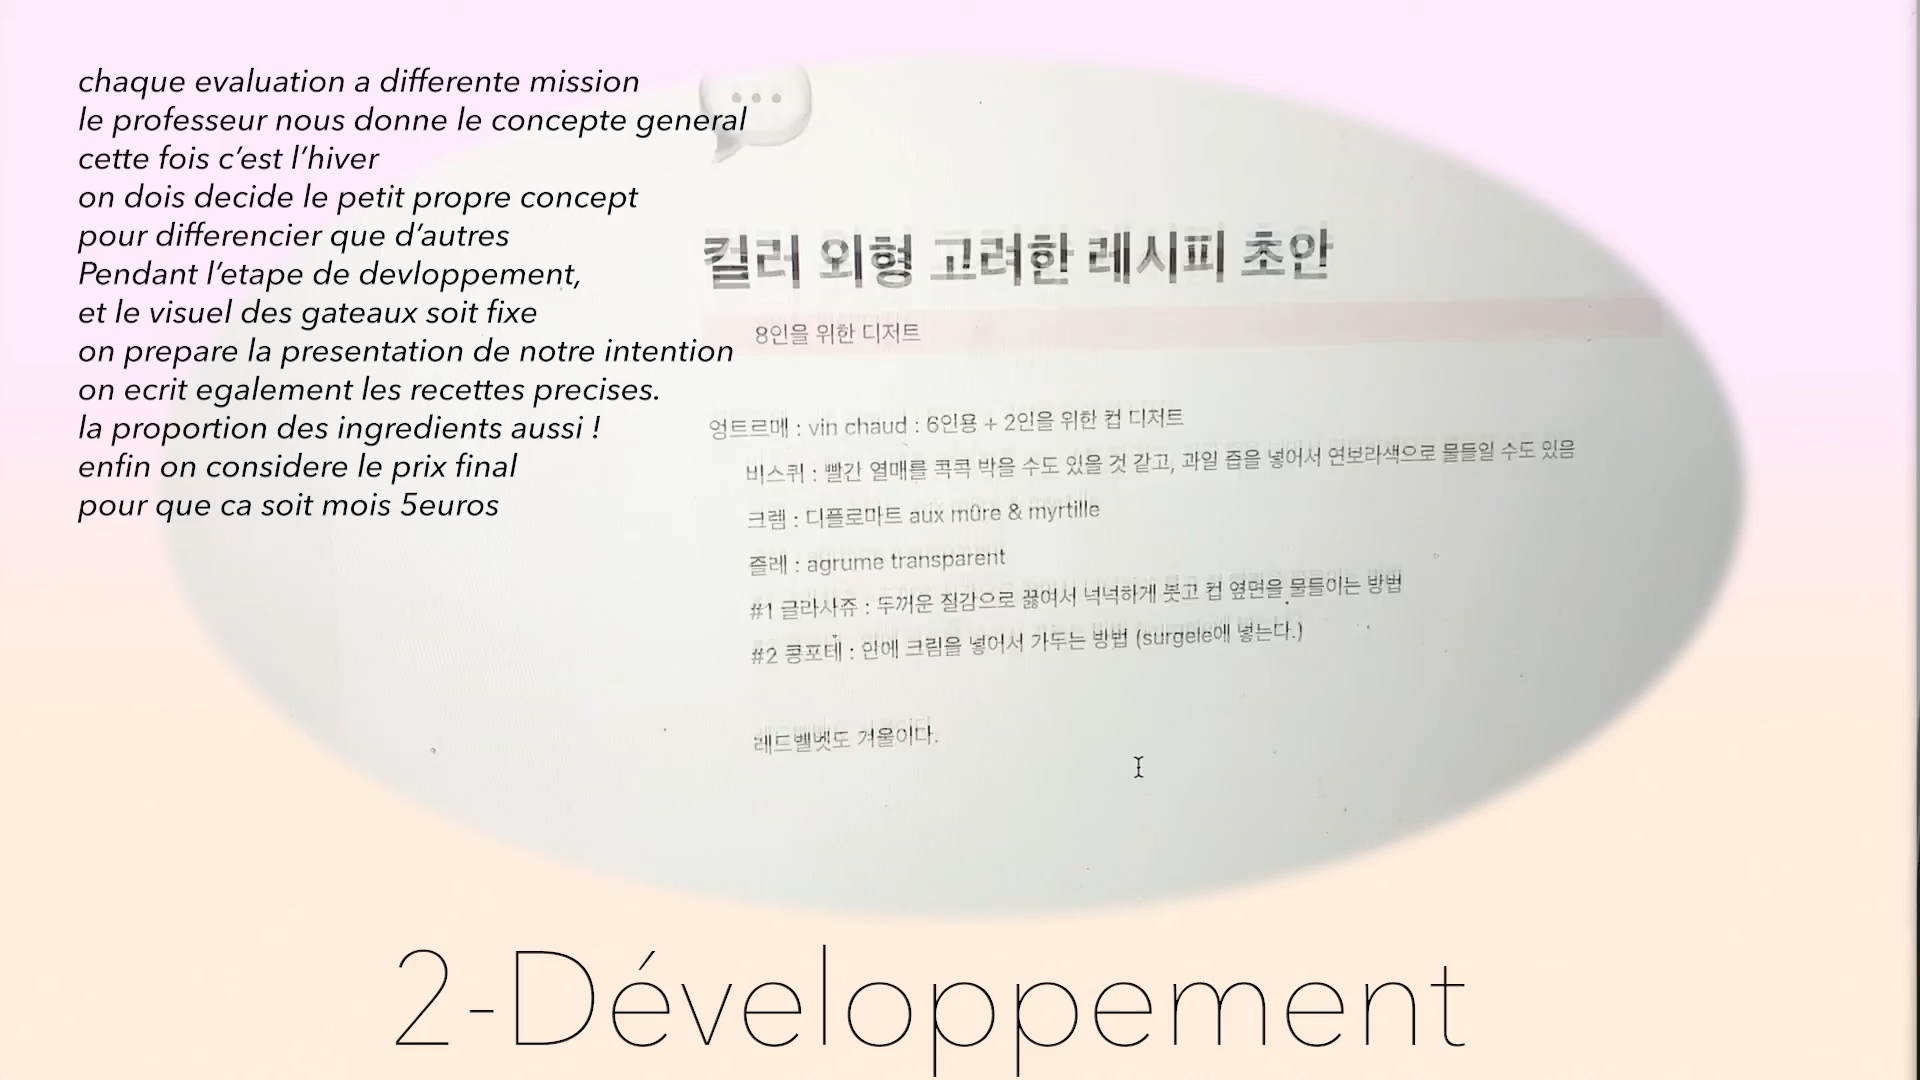 chaque evaluation a differente mission
le professeur nous donne le concepte general
cette fois c’est l’hiver
on dois decide le petit propre concept
pour differencier que d’autres
Pendant l’etape de devloppement,
et le visuel des gateaux soit fixe
on prepare la presentation de notre intention
on ecrit egalement les recettes precises.
la proportion des ingredients aussi !
enfin on considere le prix final
pour que ca soit mois 5euros
컬러 외형 고려한 레시피 초안
8인을 위한 디저트
엉트르메 : vin chaud : 6인용 + 2인을 위한 컵 디저트
비스퀴 : 빨간 열매를 콕콕 박을 수도 있을 것 같고, 과일 즙을 넣어서 연보라색으로 물들일 수도 있음
크렘 : 디플로마트 aux mûre & myrtille
즐레 : agrume transparent
#1 글라사쥬 : 두꺼운 질감으로 끓여서 넉넉하게 붓고 컵 옆면을 물들이는 방법
#2 콩포테 : 안에 크림을 넣어서 가두는 방법 (surgele에 넣는다.)
레드벨벳도 겨울이다.
2-Développement